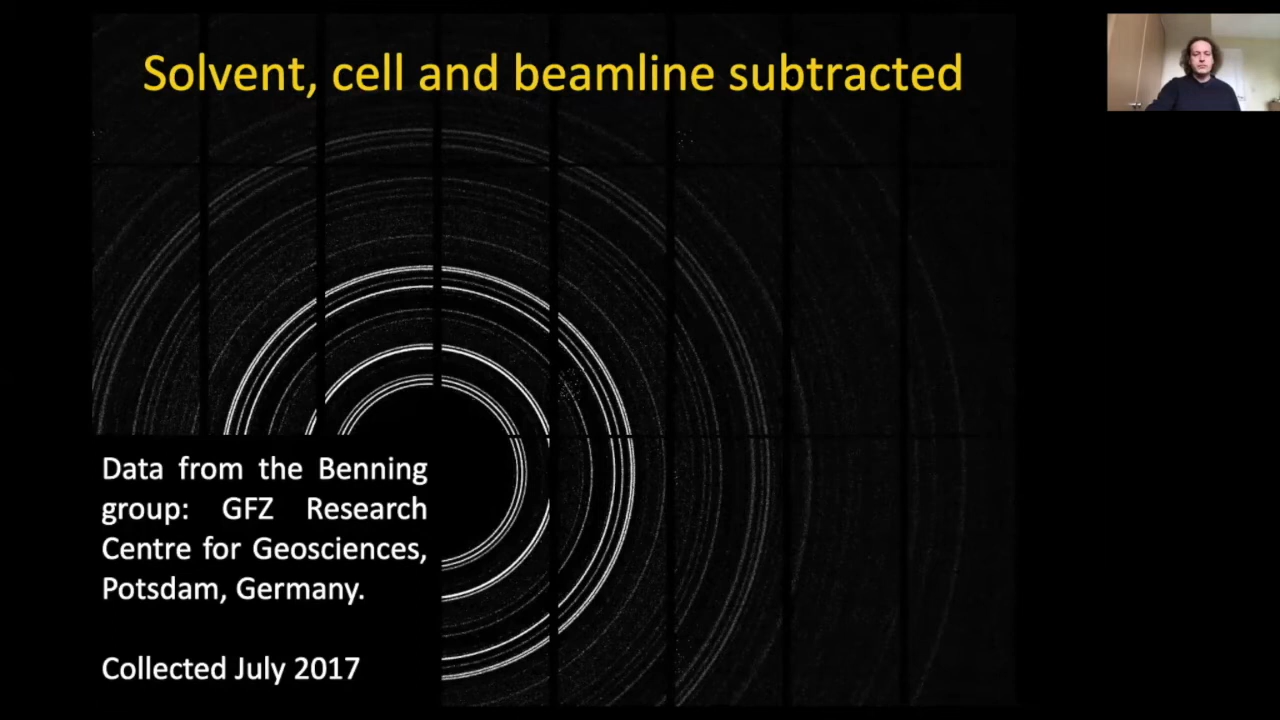 Solvent, cell and beamline subtracted
Data from the Benning
group: GFZ Research
Centre for Geosciences,
Potsdam, Germany.
Collected July 2017